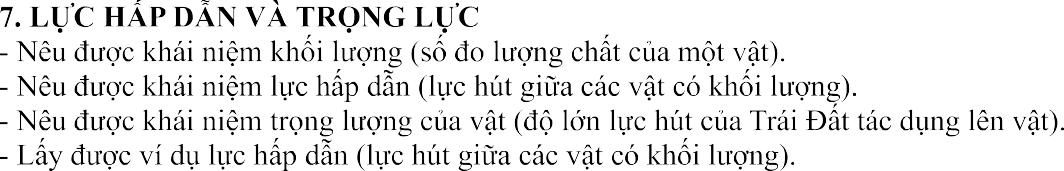 7. LỰC HẤP DẪN VÀ TRỌNG LỰC
- Nêu được khái niệm khối lượng (số đo lượng chất của một vật).
- Nêu được khái niệm lực hấp dẫn (lực hút giữa các vật có khối lượng).
- Nêu được khái niệm trọng lượng của vật (độ lớn lực hút của Trái Đất tác dụng lên vật).
- Lấy được ví dụ lực hấp dẫn (lực hút giữa các vật có khối lượng).